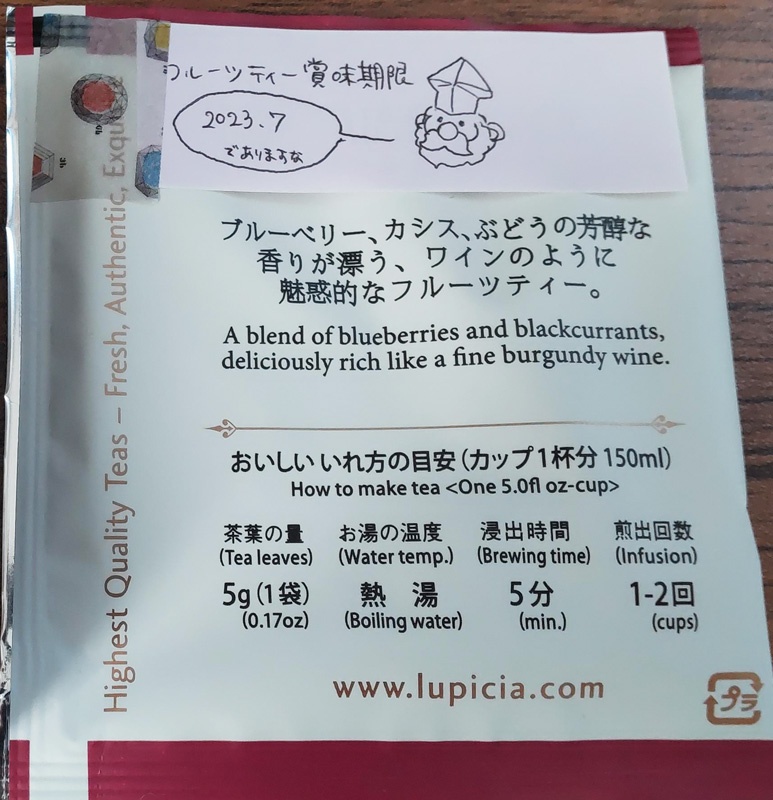 フルーツティー賞味期限
2023.7
でありますな
ブルーベリー、カシス、ぶどうの芳醇な
香りが漂う、ワインのように
魅惑的なフルーツティー。
A blend of blueberries and blackcurrants,
deliciously rich like a fine burgundy wine.
おいしい いれ方の目安(カップ1杯分 150ml)
How to make tea <One 5.0fl oz-cup>
茶葉の量 お湯の温度 浸出時間 煎出回数
(Tea leaves) (Water temp.) (Brewing time) (Infusion)
5g(1袋) 熱 湯 5分 1-2回
(0.17oz) (Boiling water) (min.) (cups)
www.lupicia.com
プラ
Highest Quality Teas – Fresh, Authentic, Exqu